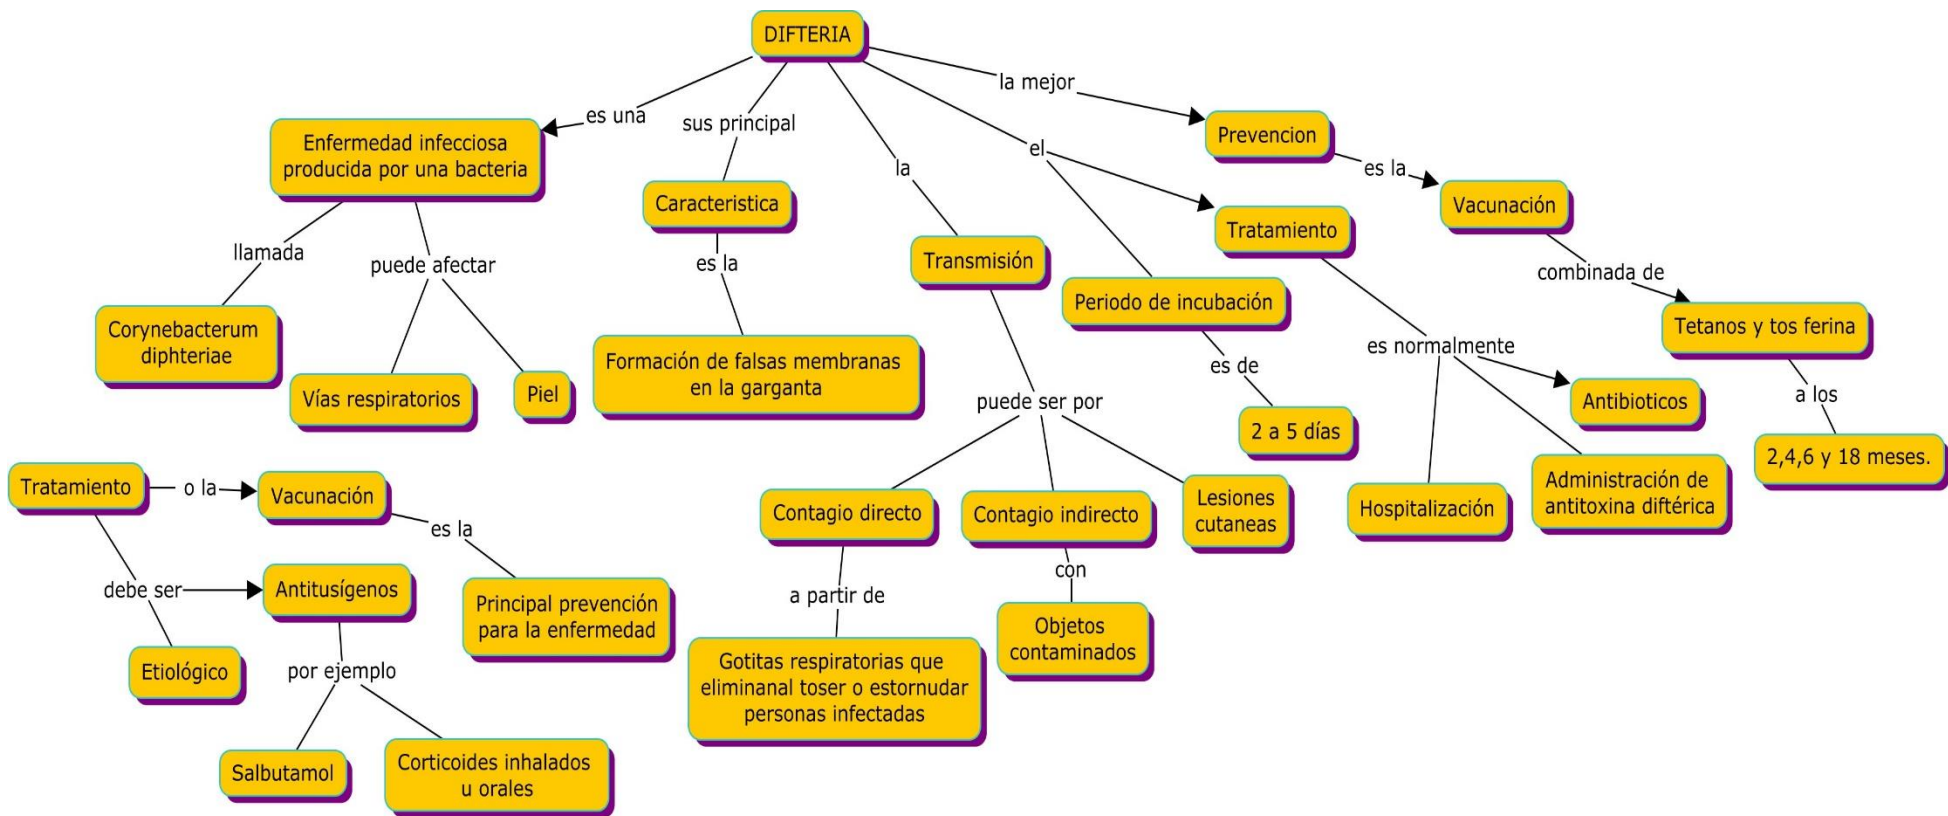 DIFTERIA
es una
sus principal
la
el
la mejor
Enfermedad infecciosa
producida por una bacteria
llamada
Corynebacterum
diphteriae
puede afectar
Vías respiratorios
Piel
Caracteristica
es la
Formación de falsas membranas
en la garganta
Transmisión
puede ser por
Contagio directo
a partir de
Gotitas respiratorias que
eliminanal toser o estornudar
personas infectadas
Contagio indirecto
con
Objetos
contaminados
Lesiones
cutaneas
Periodo de incubación
es de
2 a 5 días
Tratamiento
es normalmente
Hospitalización
Administración de
antitoxina diftérica
Antibioticos
Prevencion
es la
Vacunación
combinada de
Tetanos y tos ferina
a los
2,4,6 y 18 meses.
Tratamiento
o la
Vacunación
es la
Principal prevención
para la enfermedad
debe ser
Etiológico
Antitusígenos
por ejemplo
Salbutamol
Corticoides inhalados
u orales